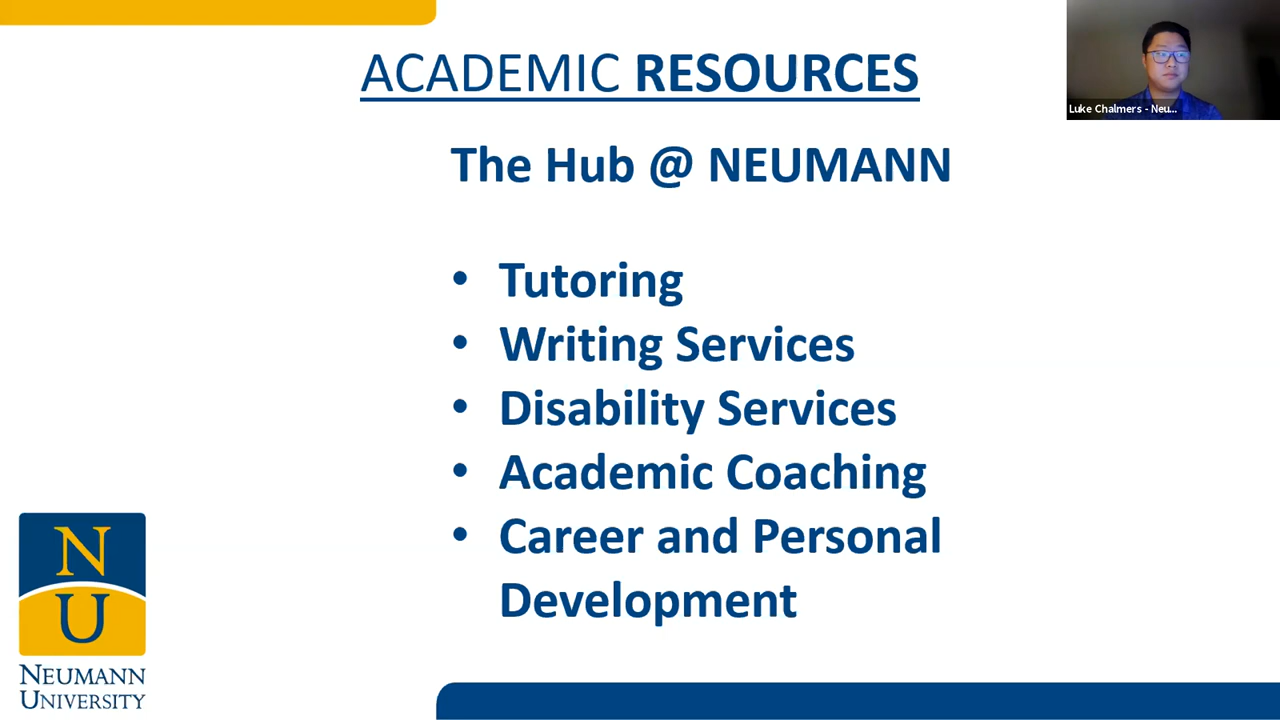 ACADEMIC RESOURCES
Luke Chalmers - Neu...
The Hub @ NEUMANN
• Tutoring
• Writing Services
• Disability Services
• Academic Coaching
• Career and Personal
Development
N
U
NEUMANN
UNIVERSITY